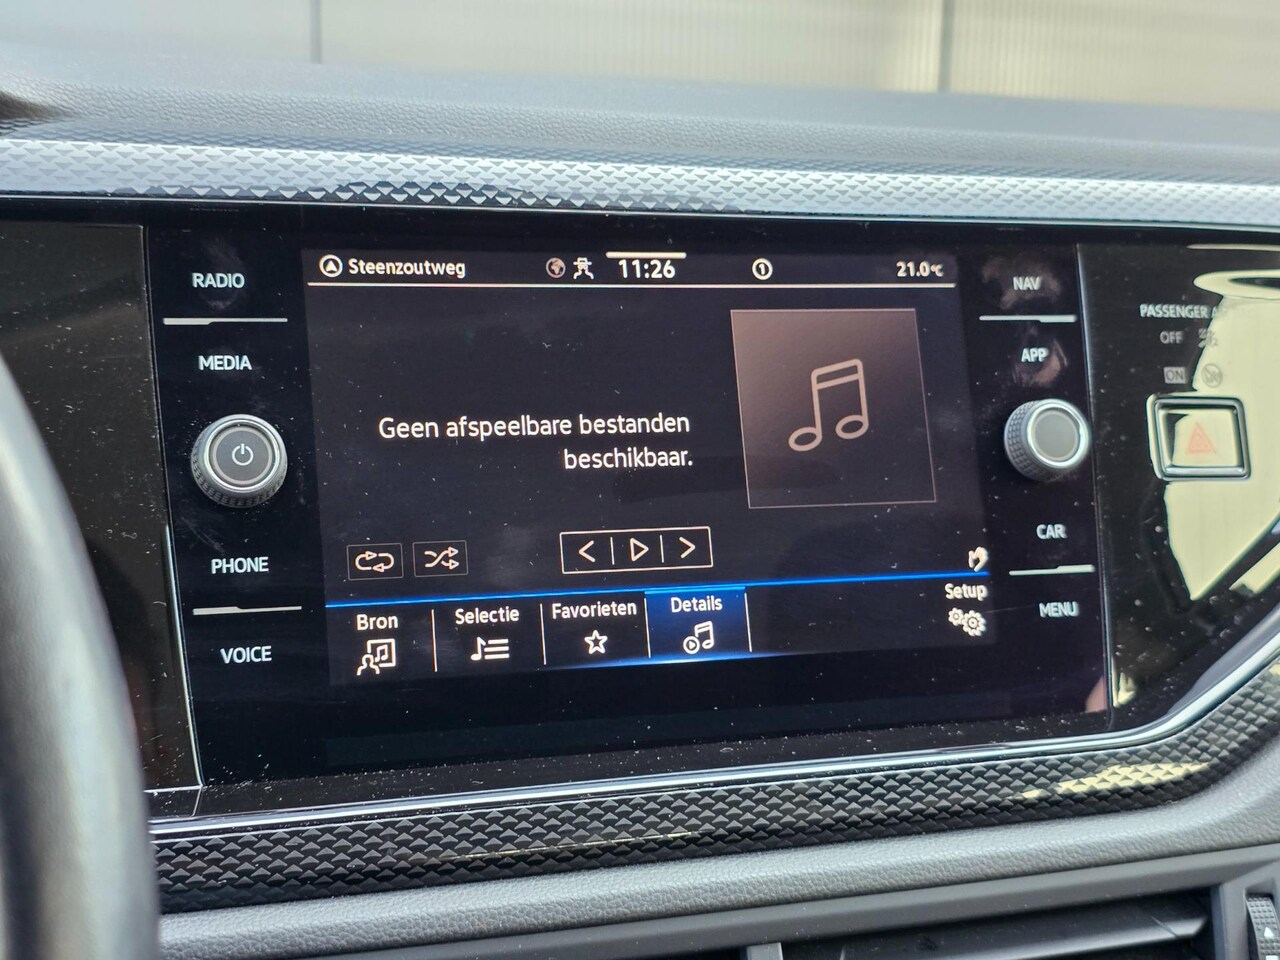 RADIO
MEDIA
PHONE
VOICE
Steenzoutweg
11:26
1
21.0°C
Geen afspeelbare bestanden
beschikbaar.
Bron
Selectie
Favorieten
Details
Setup
NAV
APP
CAR
MENU
PASSENGER
OFF
ON